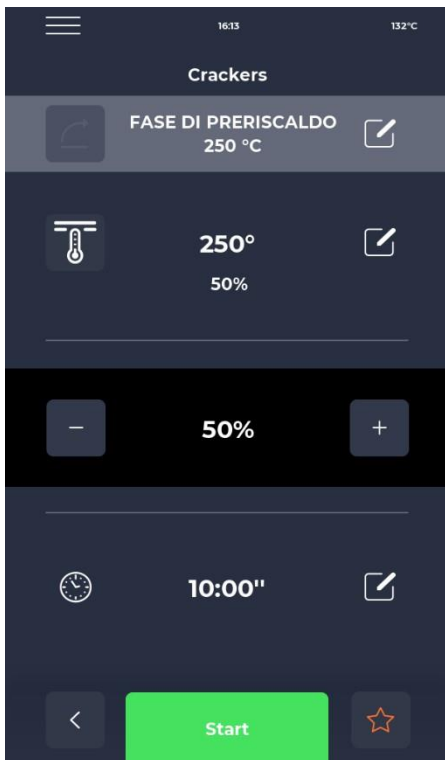 16:13
132°C
Crackers
FASE DI PRERISCALDO
250 °C
250°
50%
−
50%
+
10:00"
Start